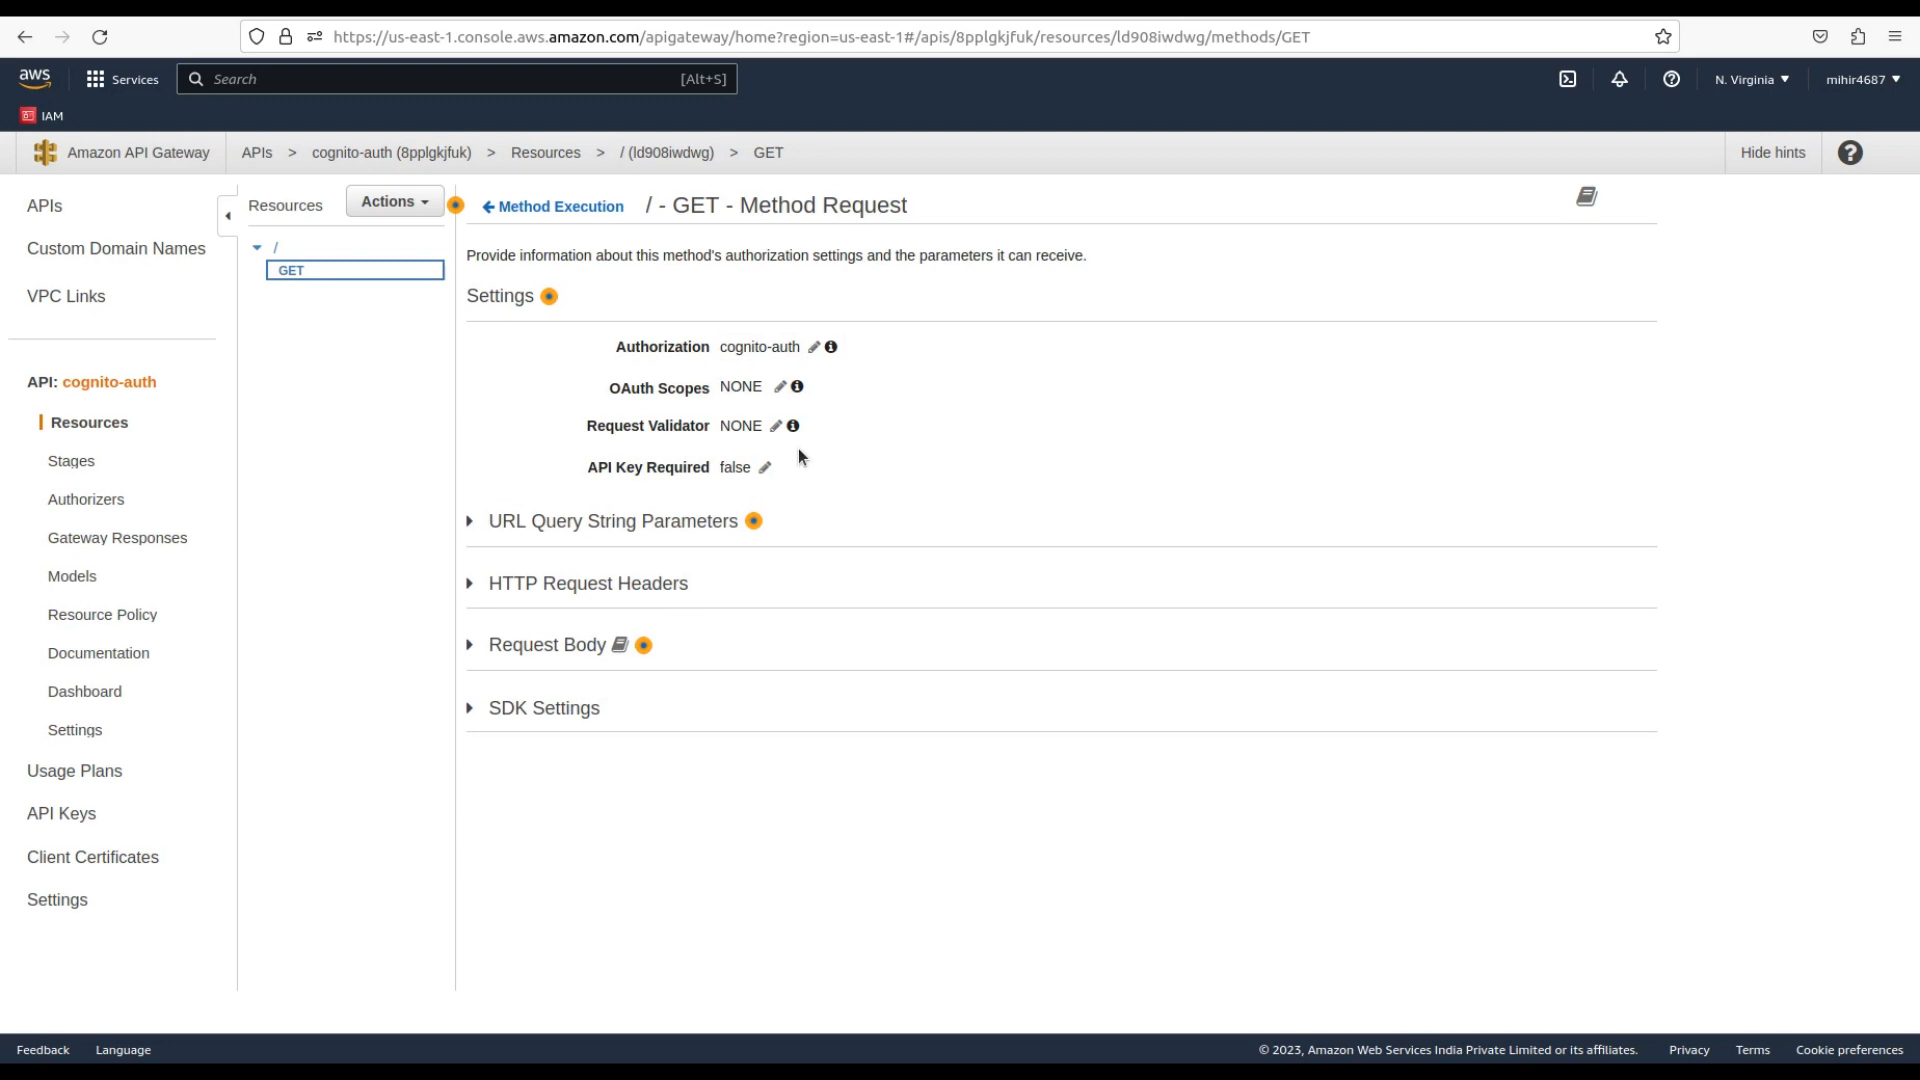 https://us-east-1.console.aws.amazon.com/apigateway/home?region=us-east-1#/apis/8pplgkjfuk/resources/ld908iwdwg/methods/GET
aws Services Search [Alt+S] N. Virginia mihir4687
IAM
Amazon API Gateway APIs > cognito-auth (8pplgkjfuk) > Resources > / (ld908iwdwg) > GET Hide hints ?
APIs
Custom Domain Names
VPC Links
API: cognito-auth
Resources
Stages
Authorizers
Gateway Responses
Models
Resource Policy
Documentation
Dashboard
Settings
Usage Plans
API Keys
Client Certificates
Settings
Resources Actions
/
GET
Method Execution / - GET - Method Request
Provide information about this method's authorization settings and the parameters it can receive.
Settings
Authorization cognito-auth
OAuth Scopes NONE
Request Validator NONE
API Key Required false
URL Query String Parameters
HTTP Request Headers
Request Body
SDK Settings
Feedback Language © 2023, Amazon Web Services India Private Limited or its affiliates. Privacy Terms Cookie preferences